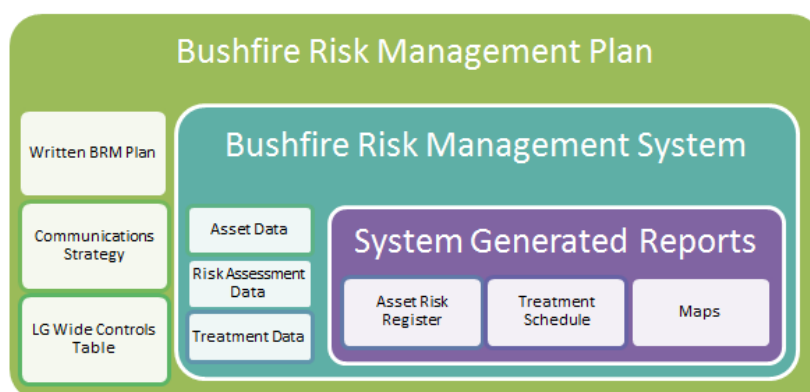 Bushfire Risk Management Plan
Written BRM Plan
Communications
Strategy
LG Wide Controls
Table
Bushfire Risk Management System
Asset Data
Risk Assessment
Data
Treatment Data
System Generated Reports
Asset Risk
Register
Treatment
Schedule
Maps